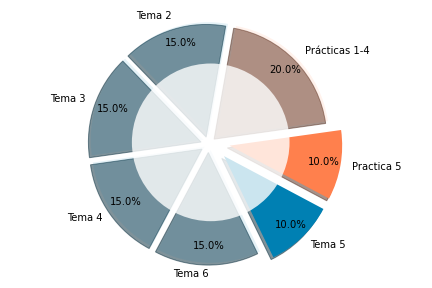 Tema 2
15.0%
Prácticas 1-4
20.0%
Tema 3
15.0%
Practica 5
10.0%
Tema 4
15.0%
Tema 5
10.0%
Tema 6
15.0%